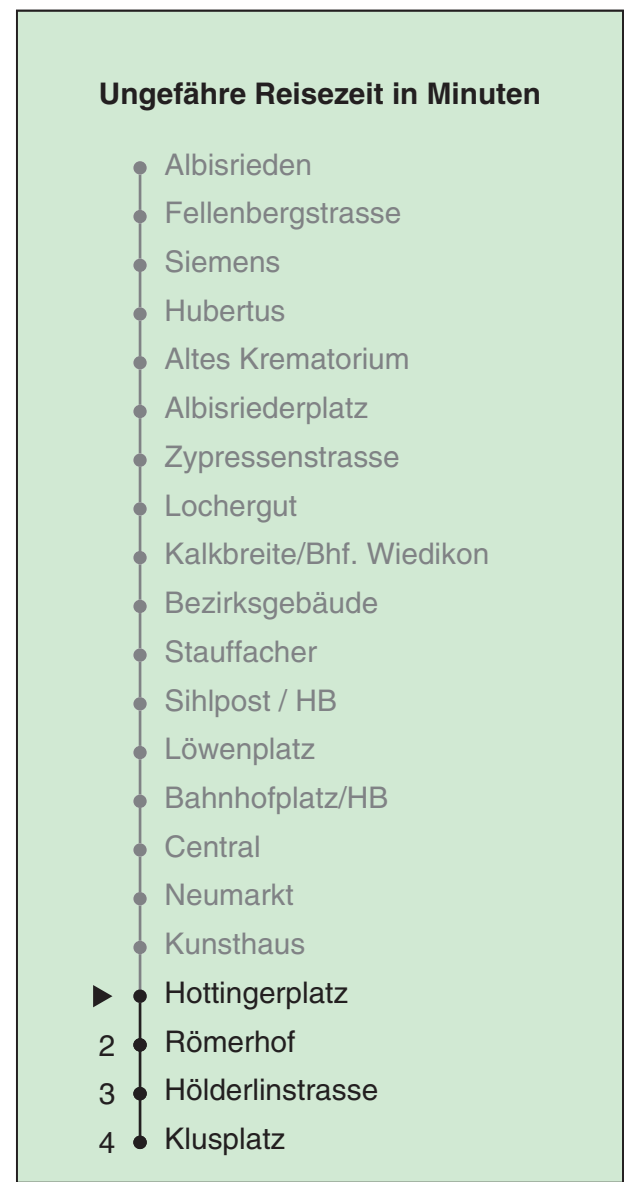 Ungefähre Reisezeit in Minuten
Albisrieden
Fellenbergstrasse
Siemens
Hubertus
Altes Krematorium
Albisriederplatz
Zypressenstrasse
Lochergut
Kalkbreite/Bhf. Wiedikon
Bezirksgebäude
Stauffacher
Sihlpost / HB
Löwenplatz
Bahnhofplatz/HB
Central
Neumarkt
Kunsthaus
Hottingerplatz
2 Römerhof
3 Hölderlinstrasse
4 Klusplatz